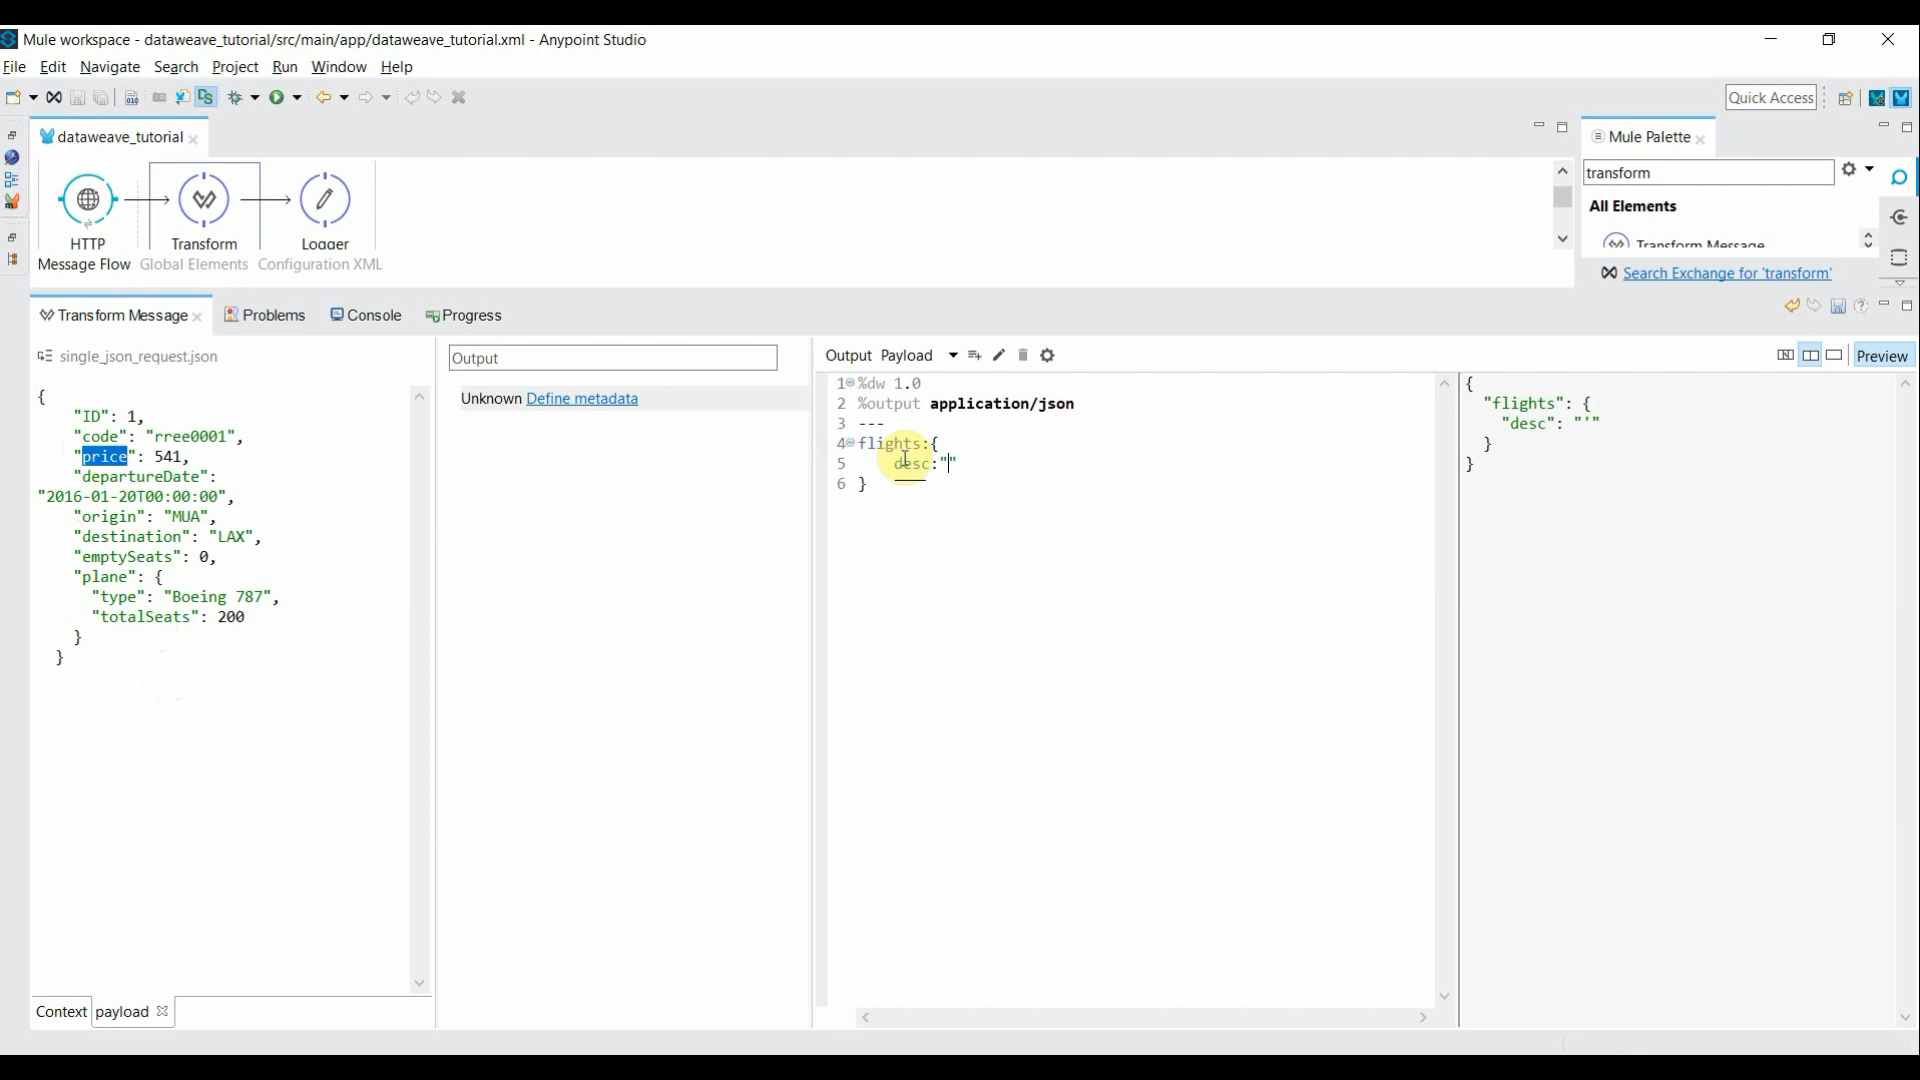 Mule workspace - dataweave_tutorial/src/main/app/dataweave_tutorial.xml - Anypoint Studio
File Edit Navigate Search Project Run Window Help
Quick Access
dataweave_tutorial
Mule Palette
transform
All Elements
HTTP Transform Logger
Transform Message
Message Flow Global Elements Configuration XML
Search Exchange for 'transform'
Transform Message Problems Console Progress
single_json_request.json
Output
Output Payload
Preview
{
"ID": 1,
"code": "rree0001",
"price": 541,
"departureDate":
"2016-01-20T00:00:00",
"origin": "MUA",
"destination": "LAX",
"emptySeats": 0,
"plane": {
"type": "Boeing 787",
"totalSeats": 200
}
}
Unknown Define metadata
1 %dw 1.0
2 %output application/json
3 ---
4 flights:{
5 desc:""
6 }
{
"flights": {
"desc": "'"
}
}
Context payload